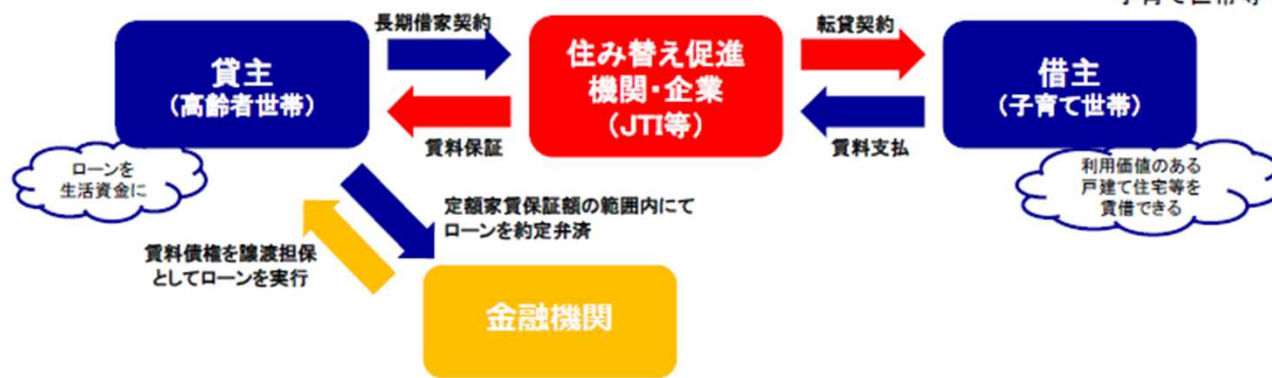 子育て世帯等
長期借家契約
転貸契約
貸主
(高齢者世帯)
住み替え促進
機関・企業
(JTI等)
借主
(子育て世帯)
賃料保証
賃料支払
ローンを
生活資金に
利用価値のある
戸建て住宅等を
賃借できる
定額家賃保証額の範囲内にて
ローンを約定弁済
賃料債権を譲渡担保
としてローンを実行
金融機関